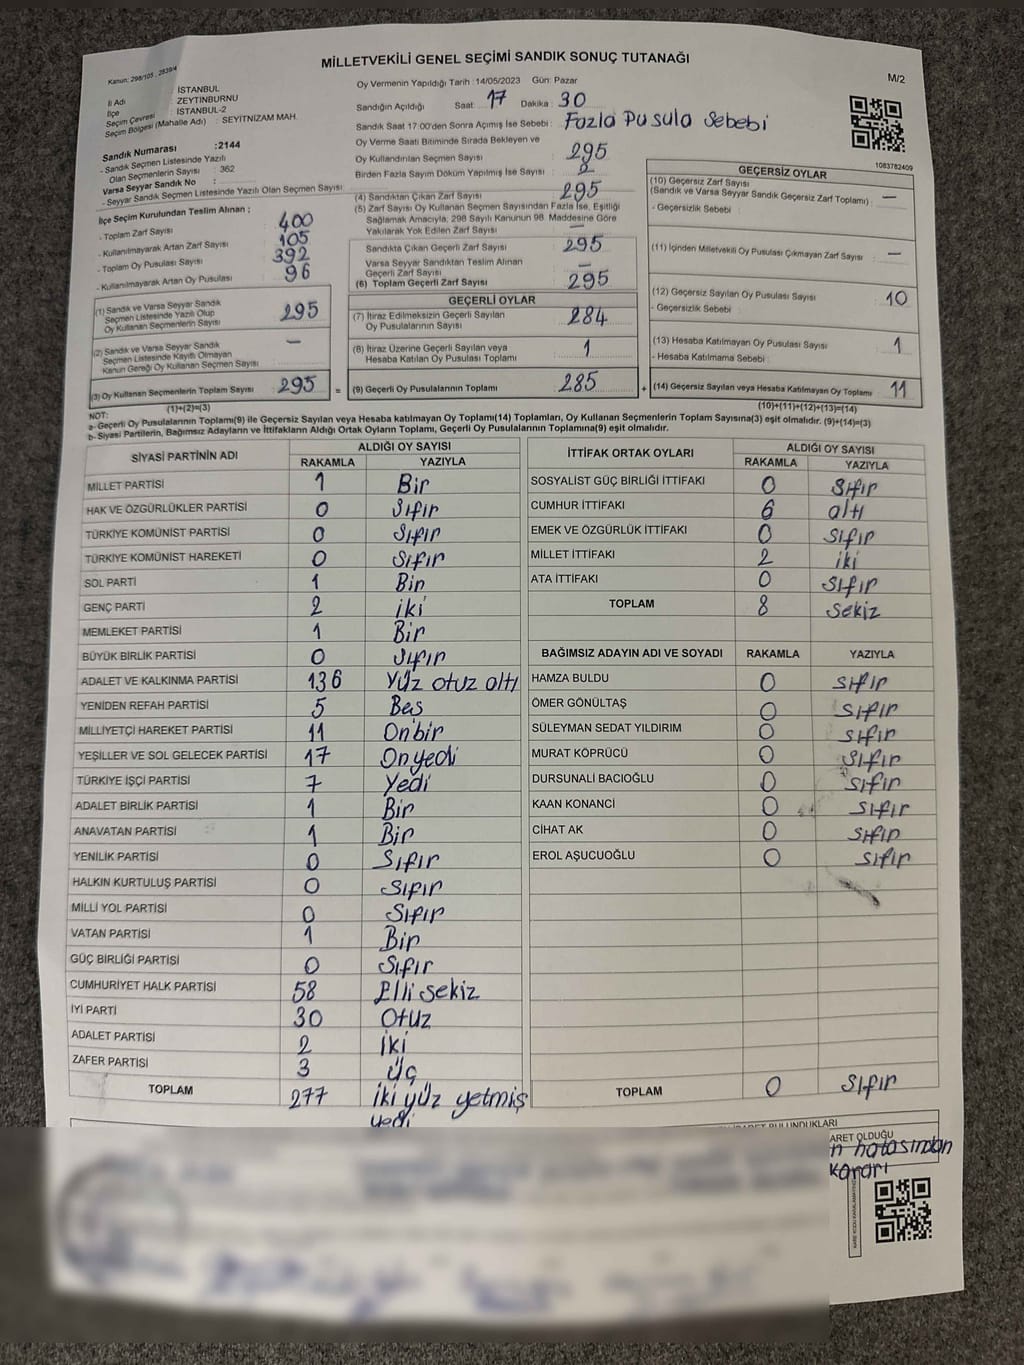 MİLLETVEKİLİ GENEL SEÇİMİ SANDIK SONUÇ TUTANAĞI
Kanun: 298/105 , 2839/4
M/2
İl Adı İSTANBUL
İlçe ZEYTİNBURNU
Seçim Çevresi İSTANBUL-2
Seçim Bölgesi (Mahalle Adı) : SEYİTNİZAM MAH.
Sandık Numarası :2144
- Sandık Seçmen Listesinde Yazılı
Olan Seçmenlerin Sayısı : 362
Varsa Seyyar Sandık No :
- Seyyar Sandık Seçmen Listesinde Yazılı Olan Seçmen Sayısı:
İlçe Seçim Kurulundan Teslim Alınan ;
- Toplam Zarf Sayısı : 400
- Kullanılmayarak Artan Zarf Sayısı : 105
- Toplam Oy Pusulası Sayısı : 392
- Kullanılmayarak Artan Oy Pusulası : 96
(1) Sandık ve Varsa Seyyar Sandık
Seçmen Listesinde Yazılı Olup
Oy Kullanan Seçmenlerin Sayısı : 295
(2) Sandık ve Varsa Seyyar Sandık
Seçmen Listesinde Kayıtlı Olmayan
Kanun Gereği Oy Kullanan Seçmen Sayısı : —
(3) Oy Kullanan Seçmenlerin Toplam Sayısı : 295 =
(1)+(2)=(3)
Oy Vermenin Yapıldığı Tarih : 14/05/2023 Gün: Pazar
Sandığın Açıldığı Saat: 17 Dakika : 30
Sandık Saat 17:00'den Sonra Açımış İse Sebebi : Fazla Pusula Sebebi
Oy Verme Saati Bitiminde Sırada Bekleyen ve
Oy Kullandırılan Seçmen Sayısı : 295
Birden Fazla Sayım Döküm Yapılmış İse Sayısı :
(4) Sandıktan Çıkan Zarf Sayısı : 295
(5) Zarf Sayısı Oy Kullanan Seçmen Sayısından Fazla İse, Eşitliği
Sağlamak Amacıyla, 298 Sayılı Kanunun 98. Maddesine Göre
Yakılarak Yok Edilen Zarf Sayısı : —
Sandıkta Çıkan Geçerli Zarf Sayısı : 295
Varsa Seyyar Sandıktan Teslim Alınan
Geçerli Zarf Sayısı : —
(6) Toplam Geçerli Zarf Sayısı : 295
GEÇERLİ OYLAR
(7) İtiraz Edilmeksizin Geçerli Sayılan
Oy Pusulalarının Sayısı : 284
(8) İtiraz Üzerine Geçerli Sayılan veya
Hesaba Katılan Oy Pusulası Toplamı : 1
(9) Geçerli Oy Pusulalarının Toplamı : 285 +
1083782409
GEÇERSİZ OYLAR
(10) Geçersiz Zarf Sayısı
(Sandık ve Varsa Seyyar Sandık Geçersiz Zarf Toplamı) : —
- Geçersizlik Sebebi :
(11) İçinden Milletvekili Oy Pusulası Çıkmayan Zarf Sayısı : —
(12) Geçersiz Sayılan Oy Pusulası Sayısı : 10
- Geçersizlik Sebebi :
(13) Hesaba Katılmayan Oy Pusulası Sayısı : 1
- Hesaba Katılmama Sebebi :
(14) Geçersiz Sayılan veya Hesaba Katılmayan Oy Toplamı : 11
(10)+(11)+(12)+(13)=(14)
NOT:
a- Geçerli Oy Pusulalarının Toplamı(9) ile Geçersiz Sayılan veya Hesaba katılmayan Oy Toplamı(14) Toplamları, Oy Kullanan Seçmenlerin Toplam Sayısına(3) eşit olmalıdır. (9)+(14)=(3)
b- Siyasi Partilerin, Bağımsız Adayların ve İttifakların Aldığı Ortak Oyların Toplamı, Geçerli Oy Pusulalarının Toplamına(9) eşit olmalıdır.
SİYASİ PARTİNİN ADI ALDIĞI OY SAYISI
RAKAMLA YAZIYLA
MİLLET PARTİSİ 1 Bir
HAK VE ÖZGÜRLÜKLER PARTİSİ 0 Sıfır
TÜRKİYE KOMÜNİST PARTİSİ 0 Sıfır
TÜRKİYE KOMÜNİST HAREKETİ 0 Sıfır
SOL PARTİ 1 Bir
GENÇ PARTİ 2 iki
MEMLEKET PARTİSİ 1 Bir
BÜYÜK BİRLİK PARTİSİ 0 Sıfır
ADALET VE KALKINMA PARTİSİ 136 Yüz otuz altı
YENİDEN REFAH PARTİSİ 5 Beş
MİLLİYETÇİ HAREKET PARTİSİ 11 Onbir
YEŞİLLER VE SOL GELECEK PARTİSİ 17 Onyedi
TÜRKİYE İŞÇİ PARTİSİ 7 Yedi
ADALET BİRLİK PARTİSİ 1 Bir
ANAVATAN PARTİSİ 1 Bir
YENİLİK PARTİSİ 0 Sıfır
HALKIN KURTULUŞ PARTİSİ 0 Sıfır
MİLLİ YOL PARTİSİ 0 Sıfır
VATAN PARTİSİ 1 Bir
GÜÇ BİRLİĞİ PARTİSİ 0 Sıfır
CUMHURİYET HALK PARTİSİ 58 Elli sekiz
İYİ PARTİ 30 Otuz
ADALET PARTİSİ 2 İki
ZAFER PARTİSİ 3 Üç
TOPLAM 277 İki yüz yetmiş
yedi
İTTİFAK ORTAK OYLARI ALDIĞI OY SAYISI
RAKAMLA YAZIYLA
SOSYALİST GÜÇ BİRLİĞİ İTTİFAKI 0 Sıfır
CUMHUR İTTİFAKI 6 altı
EMEK VE ÖZGÜRLÜK İTTİFAKI 0 Sıfır
MİLLET İTTİFAKI 2 iki
ATA İTTİFAKI 0 Sıfır
TOPLAM 8 Sekiz
BAĞIMSIZ ADAYIN ADI VE SOYADI RAKAMLA YAZIYLA
HAMZA BULDU 0 Sıfır
ÖMER GÖNÜLTAŞ 0 Sıfır
SÜLEYMAN SEDAT YILDIRIM 0 Sıfır
MURAT KÖPRÜCÜ 0 Sıfır
DURSUNALİ BACIOĞLU 0 Sıfır
KAAN KONANCİ 0 Sıfır
CİHAT AK 0 Sıfır
EROL AŞUCUOĞLU 0 Sıfır
TOPLAM 0 Sıfır
BULUNDUKLARI
ARET OLDUĞU
n hatasından
kararı